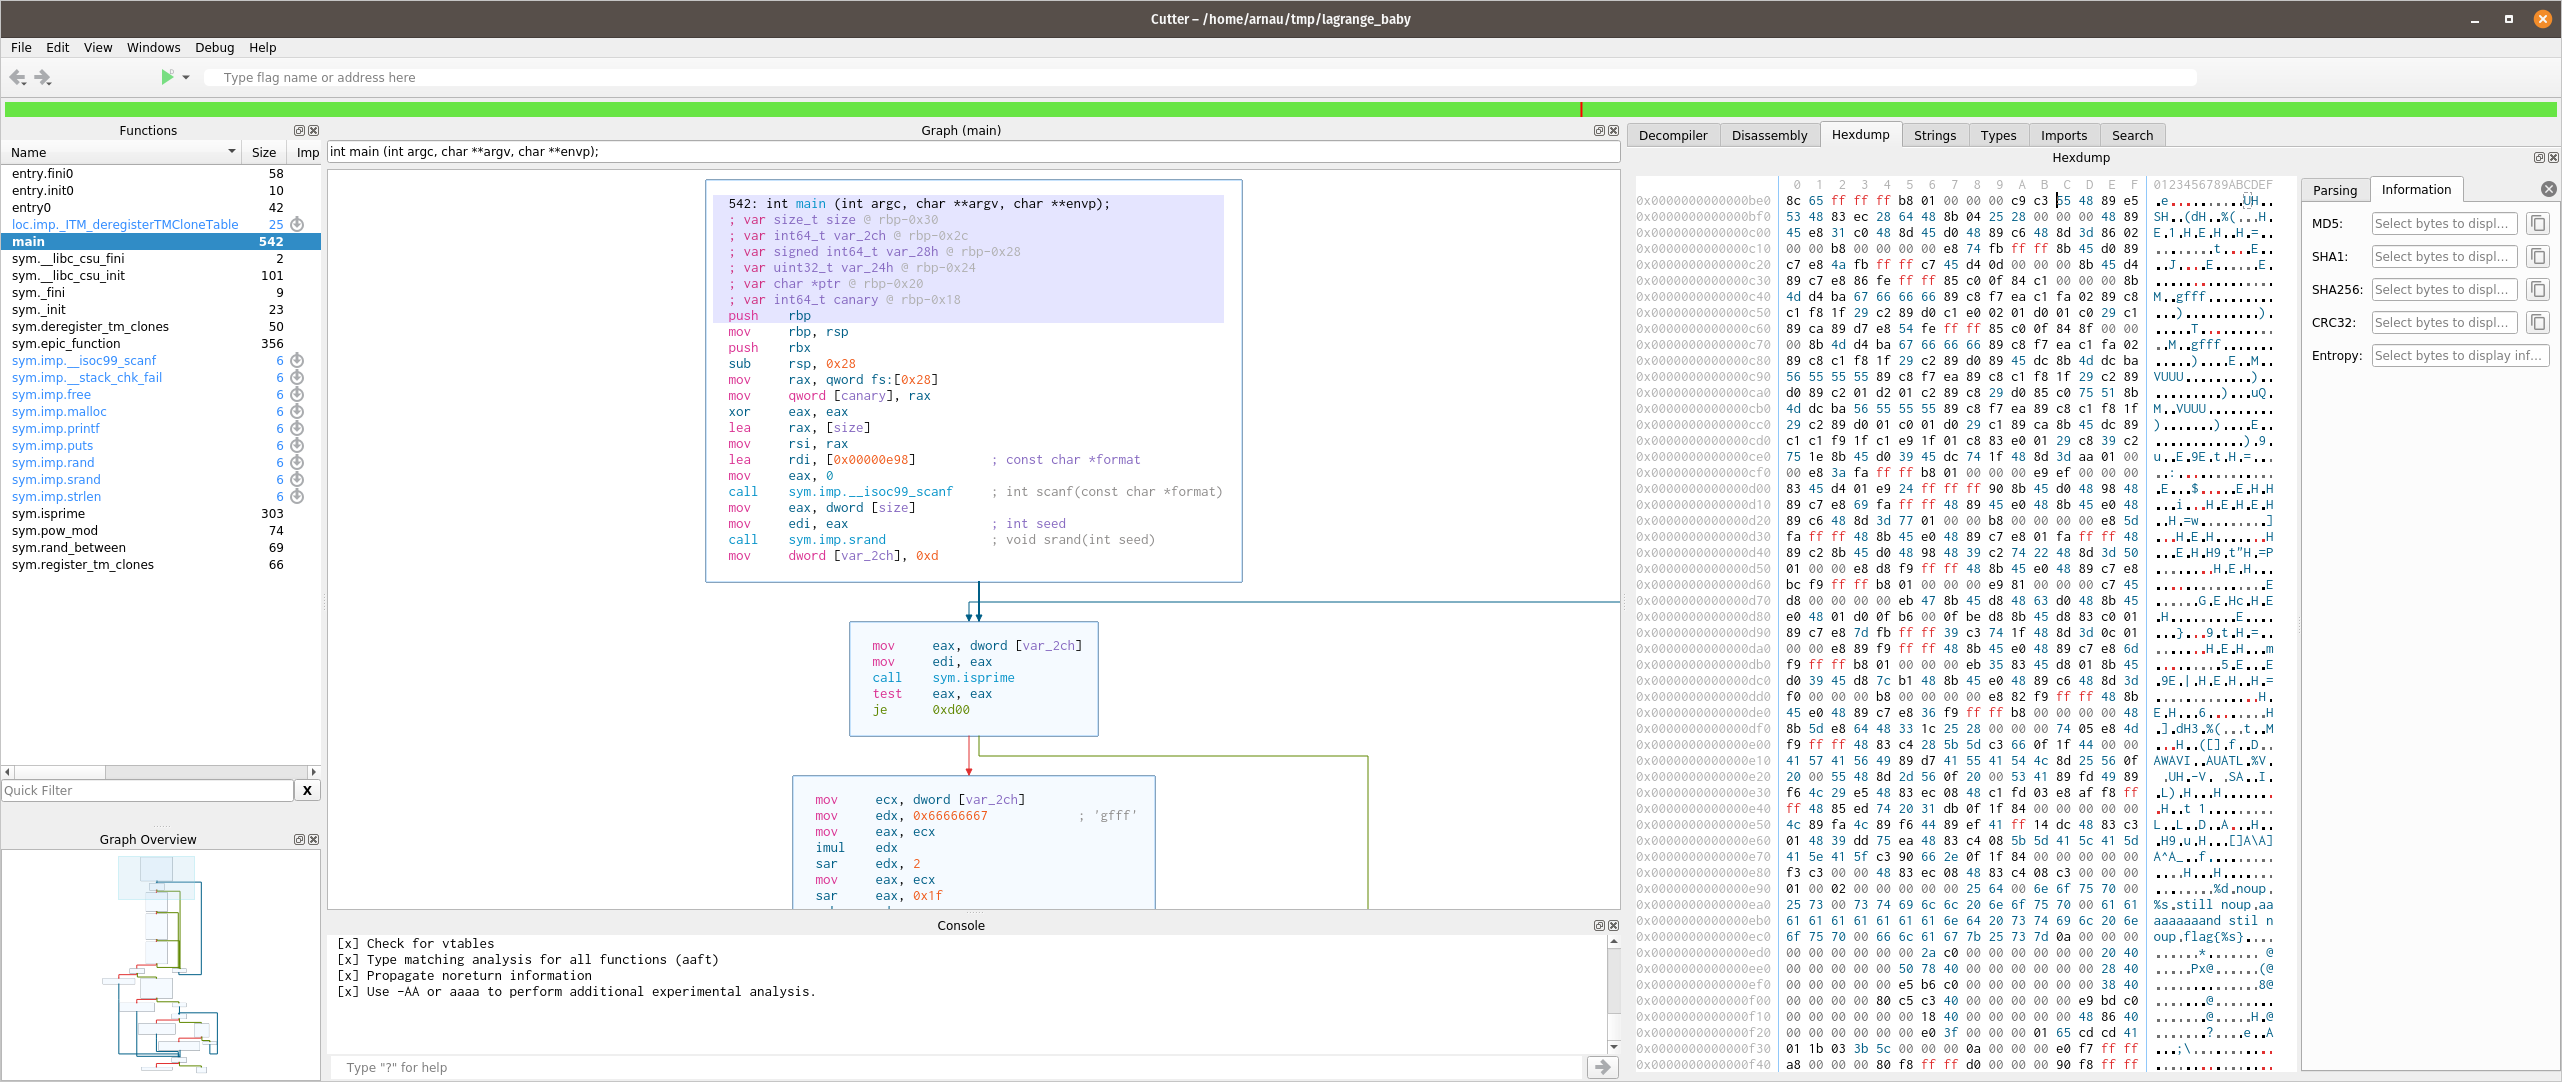 Cutter – /home/arnau/tmp/lagrange_baby
File Edit View Windows Debug Help
Type flag name or address here
Functions
Name Size Imp
entry.fini0 58
entry.init0 10
entry0 42
loc.imp._ITM_deregisterTMCloneTable 25
main 542
sym.__libc_csu_fini 2
sym.__libc_csu_init 101
sym._fini 9
sym._init 23
sym.deregister_tm_clones 50
sym.epic_function 356
sym.imp.__isoc99_scanf 6
sym.imp.__stack_chk_fail 6
sym.imp.free 6
sym.imp.malloc 6
sym.imp.printf 6
sym.imp.puts 6
sym.imp.rand 6
sym.imp.srand 6
sym.imp.strlen 6
sym.isprime 303
sym.pow_mod 74
sym.rand_between 69
sym.register_tm_clones 66
Quick Filter X
Graph Overview
Graph (main)
int main (int argc, char **argv, char **envp);
542: int main (int argc, char **argv, char **envp);
; var size_t size @ rbp-0x30
; var int64_t var_2ch @ rbp-0x2c
; var signed int64_t var_28h @ rbp-0x28
; var uint32_t var_24h @ rbp-0x24
; var char *ptr @ rbp-0x20
; var int64_t canary @ rbp-0x18
push rbp
mov rbp, rsp
push rbx
sub rsp, 0x28
mov rax, qword fs:[0x28]
mov qword [canary], rax
xor eax, eax
lea rax, [size]
mov rsi, rax
lea rdi, [0x00000e98] ; const char *format
mov eax, 0
call sym.imp.__isoc99_scanf ; int scanf(const char *format)
mov eax, dword [size]
mov edi, eax ; int seed
call sym.imp.srand ; void srand(int seed)
mov dword [var_2ch], 0xd
mov eax, dword [var_2ch]
mov edi, eax
call sym.isprime
test eax, eax
je 0xd00
mov ecx, dword [var_2ch]
mov edx, 0x66666667 ; 'gfff'
mov eax, ecx
imul edx
sar edx, 2
mov eax, ecx
sar eax, 0x1f
Console
[x] Check for vtables
[x] Type matching analysis for all functions (aaft)
[x] Propagate noreturn information
[x] Use -AA or aaaa to perform additional experimental analysis.
Type "?" for help
Decompiler Disassembly Hexdump Strings Types Imports Search
Hexdump
0 1 2 3 4 5 6 7 8 9 A B C D E F 0123456789ABCDEF
0x0000000000000be0 8c 65 ff ff ff b8 01 00 00 00 c9 c3 55 48 89 e5 .e..........UH..
0x0000000000000bf0 53 48 83 ec 28 64 48 8b 04 25 28 00 00 00 48 89 SH..(dH..%(...H.
0x0000000000000c00 45 e8 31 c0 48 8d 45 d0 48 89 c6 48 8d 3d 86 02 E.1.H.E.H..H.=..
0x0000000000000c10 00 00 b8 00 00 00 00 e8 74 fb ff ff 8b 45 d0 89 ........t....E..
0x0000000000000c20 c7 e8 4a fb ff ff c7 45 d4 0d 00 00 00 8b 45 d4 ..J....E......E.
0x0000000000000c30 89 c7 e8 86 fe ff ff 85 c0 0f 84 c1 00 00 00 8b ................
0x0000000000000c40 4d d4 ba 67 66 66 66 89 c8 f7 ea c1 fa 02 89 c8 M..gfff.........
0x0000000000000c50 c1 f8 1f 29 c2 89 d0 c1 e0 02 01 d0 01 c0 29 c1 ...)..........).
0x0000000000000c60 89 ca 89 d7 e8 54 fe ff ff 85 c0 0f 84 8f 00 00 .....T..........
0x0000000000000c70 00 8b 4d d4 ba 67 66 66 66 89 c8 f7 ea c1 fa 02 ..M..gfff.......
0x0000000000000c80 89 c8 c1 f8 1f 29 c2 89 d0 89 45 dc 8b 4d dc ba .....)....E..M..
0x0000000000000c90 56 55 55 55 89 c8 f7 ea 89 c8 c1 f8 1f 29 c2 89 VUUU.........)..
0x0000000000000ca0 d0 89 c2 01 d2 01 c2 89 c8 29 d0 85 c0 75 51 8b .........)...uQ.
0x0000000000000cb0 4d dc ba 56 55 55 55 89 c8 f7 ea 89 c8 c1 f8 1f M..VUUU.........
0x0000000000000cc0 29 c2 89 d0 01 c0 01 d0 29 c1 89 ca 8b 45 dc 89 ).......)....E..
0x0000000000000cd0 c1 c1 f9 1f c1 e9 1f 01 c8 83 e0 01 29 c8 39 c2 ............).9.
0x0000000000000ce0 75 1e 8b 45 d0 39 45 dc 74 1f 48 8d 3d aa 01 00 u..E.9E.t.H.=...
0x0000000000000cf0 00 e8 3a fa ff ff b8 01 00 00 00 e9 ef 00 00 00 ..:.............
0x0000000000000d00 83 45 d4 01 e9 24 ff ff ff 90 8b 45 d0 48 98 48 .E...$.....E.H.H
0x0000000000000d10 89 c7 e8 69 fa ff ff 48 89 45 e0 48 8b 45 e0 48 ...i...H.E.H.E.H
0x0000000000000d20 89 c6 48 8d 3d 77 01 00 00 b8 00 00 00 00 e8 5d ..H.=w.........]
0x0000000000000d30 fa ff ff 48 8b 45 e0 48 89 c7 e8 01 fa ff ff 48 ...H.E.H.......H
0x0000000000000d40 89 c2 8b 45 d0 48 98 48 39 c2 74 22 48 8d 3d 50 ...E.H.H9.t"H.=P
0x0000000000000d50 01 00 00 e8 d8 f9 ff ff 48 8b 45 e0 48 89 c7 e8 ........H.E.H...
0x0000000000000d60 bc f9 ff ff b8 01 00 00 00 e9 81 00 00 00 c7 45 ...............E
0x0000000000000d70 d8 00 00 00 00 eb 47 8b 45 d8 48 63 d0 48 8b 45 ......G.E.Hc.H.E
0x0000000000000d80 e0 48 01 d0 0f b6 00 0f be d8 8b 45 d8 83 c0 01 .H.........E....
0x0000000000000d90 89 c7 e8 7d fb ff ff 39 c3 74 1f 48 8d 3d 0c 01 ...}...9.t.H.=..
0x0000000000000da0 00 00 e8 89 f9 ff ff 48 8b 45 e0 48 89 c7 e8 6d .......H.E.H...m
0x0000000000000db0 f9 ff ff b8 01 00 00 00 eb 35 83 45 d8 01 8b 45 .........5.E...E
0x0000000000000dc0 d0 39 45 d8 7c b1 48 8b 45 e0 48 89 c6 48 8d 3d .9E.|.H.E.H..H.=
0x0000000000000dd0 f0 00 00 00 b8 00 00 00 00 e8 82 f9 ff ff 48 8b ..............H.
0x0000000000000de0 45 e0 48 89 c7 e8 36 f9 ff ff b8 00 00 00 00 48 E.H...6........H
0x0000000000000df0 8b 5d e8 64 48 33 1c 25 28 00 00 00 74 05 e8 4d .].dH3.%(...t..M
0x0000000000000e00 f9 ff ff 48 83 c4 28 5b 5d c3 66 0f 1f 44 00 00 ...H..([].f..D..
0x0000000000000e10 41 57 41 56 49 89 d7 41 55 41 54 4c 8d 25 56 0f AWAVI..AUATL.%V.
0x0000000000000e20 20 00 55 48 8d 2d 56 0f 20 00 53 41 89 fd 49 89 .UH.-V. .SA..I.
0x0000000000000e30 f6 4c 29 e5 48 83 ec 08 48 c1 fd 03 e8 af f8 ff .L).H...H.......
0x0000000000000e40 ff 48 85 ed 74 20 31 db 0f 1f 84 00 00 00 00 00 .H..t 1.........
0x0000000000000e50 4c 89 fa 4c 89 f6 44 89 ef 41 ff 14 dc 48 83 c3 L..L..D..A...H..
0x0000000000000e60 01 48 39 dd 75 ea 48 83 c4 08 5b 5d 41 5c 41 5d .H9.u.H...[]A\A]
0x0000000000000e70 41 5e 41 5f c3 90 66 2e 0f 1f 84 00 00 00 00 00 A^A_..f.........
0x0000000000000e80 f3 c3 00 00 48 83 ec 08 48 83 c4 08 c3 00 00 00 ....H...H.......
0x0000000000000e90 01 00 02 00 00 00 00 00 25 64 00 6e 6f 75 70 00 ........%d.noup.
0x0000000000000ea0 25 73 00 73 74 69 6c 6c 20 6e 6f 75 70 00 61 61 %s.still noup.aa
0x0000000000000eb0 61 61 61 61 61 61 61 6e 64 20 73 74 69 6c 20 6e aaaaaaand stil n
0x0000000000000ec0 6f 75 70 00 66 6c 61 67 7b 25 73 7d 0a 00 00 00 oup.flag{%s}....
0x0000000000000ed0 00 00 00 00 00 00 2a c0 00 00 00 00 00 00 20 40 ......*....... @
0x0000000000000ee0 00 00 00 00 00 50 78 40 00 00 00 00 00 00 28 40 .....Px@......(@
0x0000000000000ef0 00 00 00 00 00 e5 b6 c0 00 00 00 00 00 00 38 40 ..............8@
0x0000000000000f00 00 00 00 00 80 c5 c3 40 00 00 00 00 00 e9 bd c0 .......@........
0x0000000000000f10 00 00 00 00 00 00 18 40 00 00 00 00 00 48 86 40 .......@.....H.@
0x0000000000000f20 00 00 00 00 00 00 e0 3f 00 00 00 01 65 cd cd 41 .......?....e..A
0x0000000000000f30 01 1b 03 3b 5c 00 00 00 0a 00 00 00 e0 f7 ff ff ...;\...........
0x0000000000000f40 a8 00 00 00 80 f8 ff ff d0 00 00 00 90 f8 ff ff ................
Parsing Information
MD5: Select bytes to displ...
SHA1: Select bytes to displ...
SHA256: Select bytes to displ...
CRC32: Select bytes to displ...
Entropy: Select bytes to display inf...